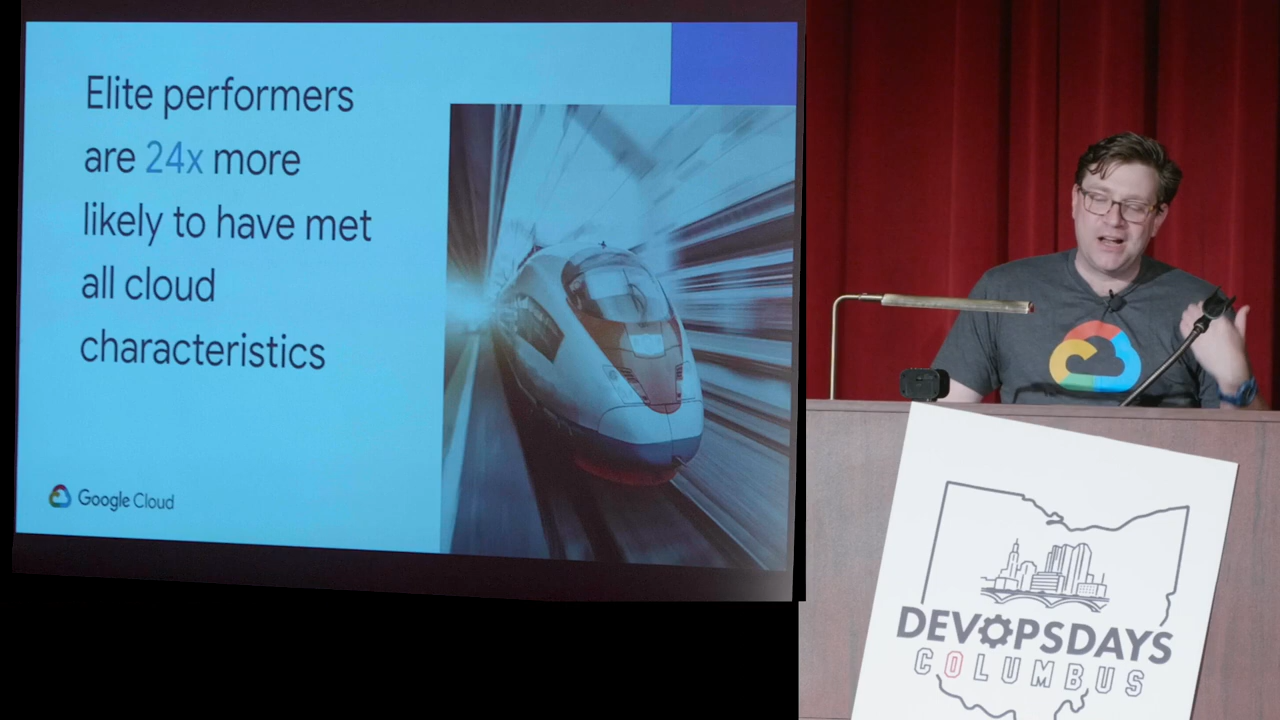 Elite performers
are 24x more
likely to have met
all cloud
characteristics
Google Cloud
DEVOPSDAYS
COLUMBUS